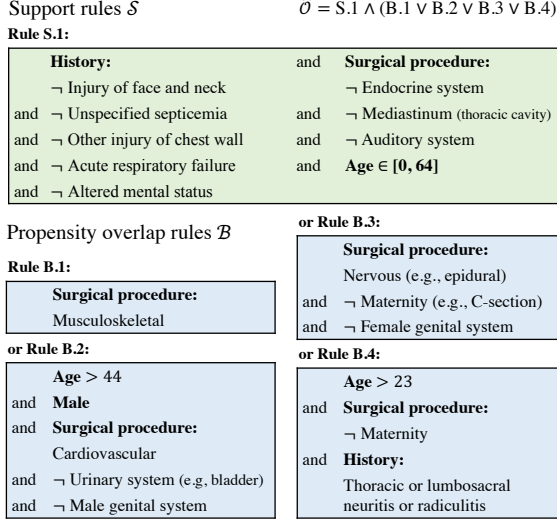 Support rules 𝒮
𝒪 = S.1 ∧ (B.1 ∨ B.2 ∨ B.3 ∨ B.4)
Rule S.1:
History:
¬ Injury of face and neck
and ¬ Unspecified septicemia
and ¬ Other injury of chest wall
and ¬ Acute respiratory failure
and ¬ Altered mental status
and Surgical procedure:
¬ Endocrine system
and ¬ Mediastinum (thoracic cavity)
and ¬ Auditory system
and Age ∈ [0, 64]
Propensity overlap rules ℬ
Rule B.1:
Surgical procedure:
Musculoskeletal
or Rule B.2:
Age > 44
and Male
and Surgical procedure:
Cardiovascular
and ¬ Urinary system (e.g, bladder)
and ¬ Male genital system
or Rule B.3:
Surgical procedure:
Nervous (e.g., epidural)
and ¬ Maternity (e.g., C-section)
and ¬ Female genital system
or Rule B.4:
Age > 23
and Surgical procedure:
¬ Maternity
and History:
Thoracic or lumbosacral
neuritis or radiculitis